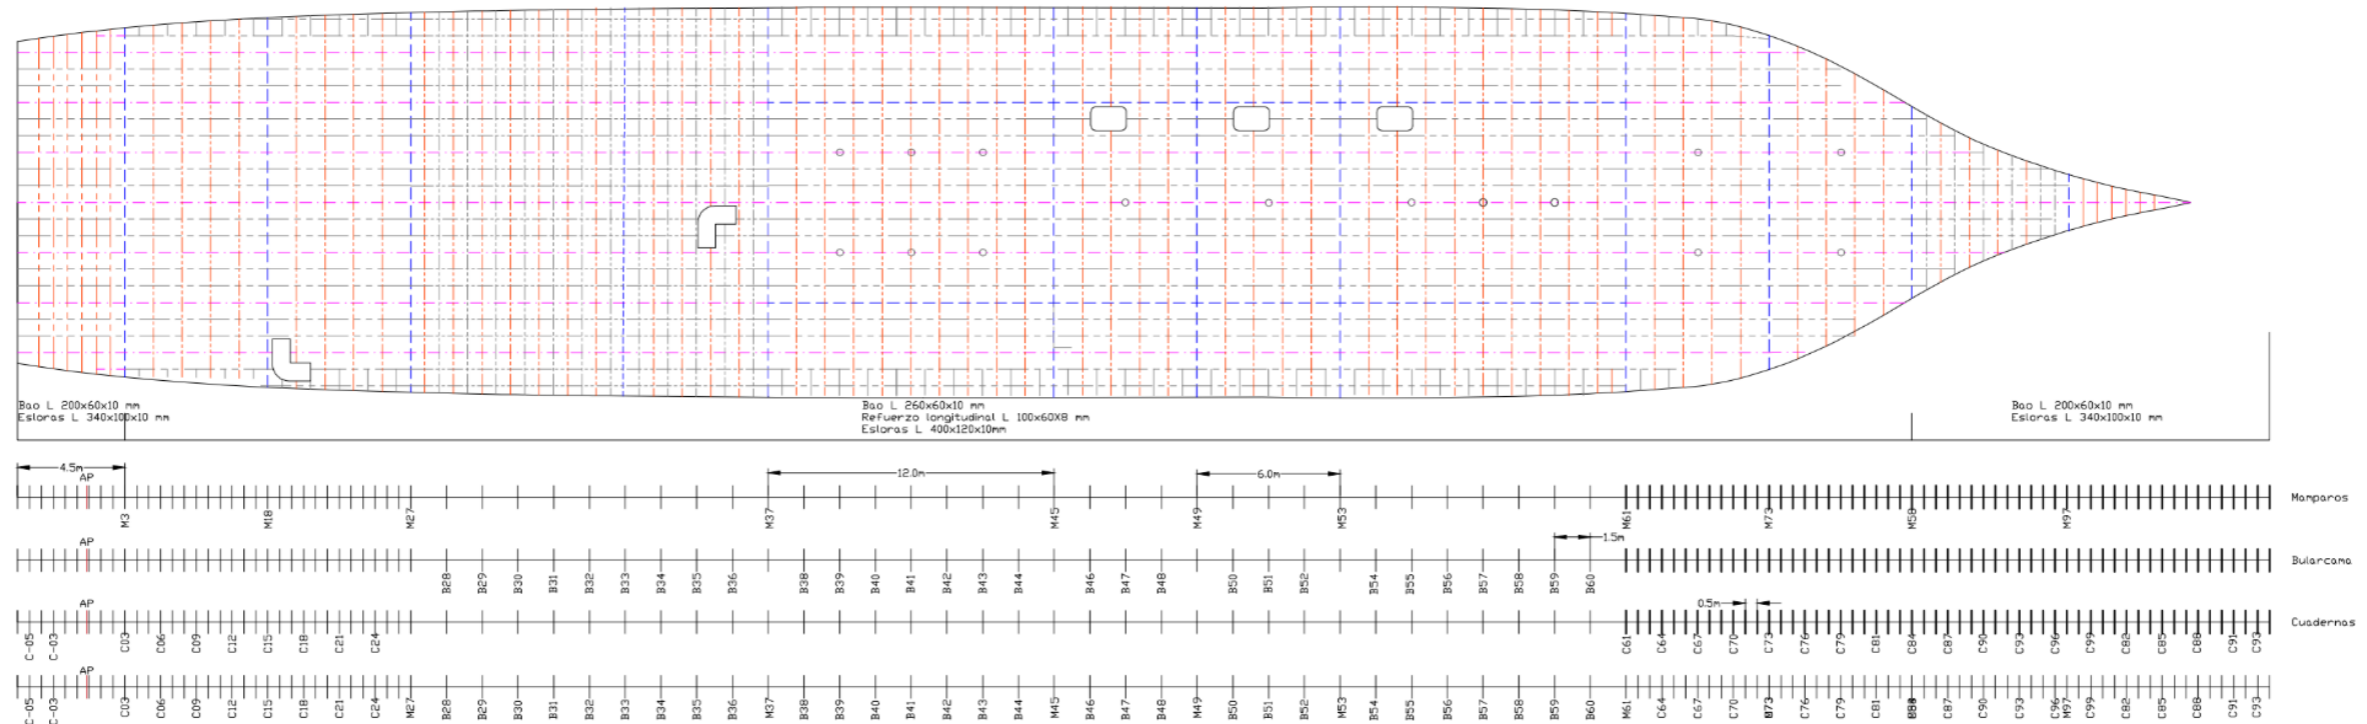 Bao L 200x60x10 mm
Esloras L 340x100x10 mm
Bao L 260x60x10 mm
Refuerzo longitudinal L 100x60X8 mm
Esloras L 400x120x10mm
Bao L 200x60x10 mm
Esloras L 340x100x10 mm
4.5m 12.0m 6.0m
AP
Mamparos
M3 M18 M27 M37 M45 M49 M53 M61 M73 M58 M97
1.5m
AP
Bularcama
B28 B29 B30 B31 B32 B33 B34 B35 B36 B38 B39 B40 B41 B42 B43 B44 B46 B47 B48 B50 B51 B52 B54 B55 B56 B57 B58 B59 B60
0.5m
AP
Cuadernas
C-05 C-03 C03 C06 C09 C12 C15 C18 C21 C24 C61 C64 C67 C70 C73 C76 C79 C81 C84 C87 C90 C93 C96 C99 C82 C85 C88 C91 C93
AP
C-05 C-03 C03 C06 C09 C12 C15 C18 C21 C24 M27 B28 B29 B30 B31 B32 B33 B34 B35 B36 M37 B38 B39 B40 B41 B42 B43 B44 M45 B46 B47 B48 M49 B50 B51 B52 M53 B54 B55 B56 B57 B58 B59 B60 M61 C64 C67 C70 C76 C79 C81 C87 C90 C93 C96 M97 C99 C82 C85 C88 C91 C93